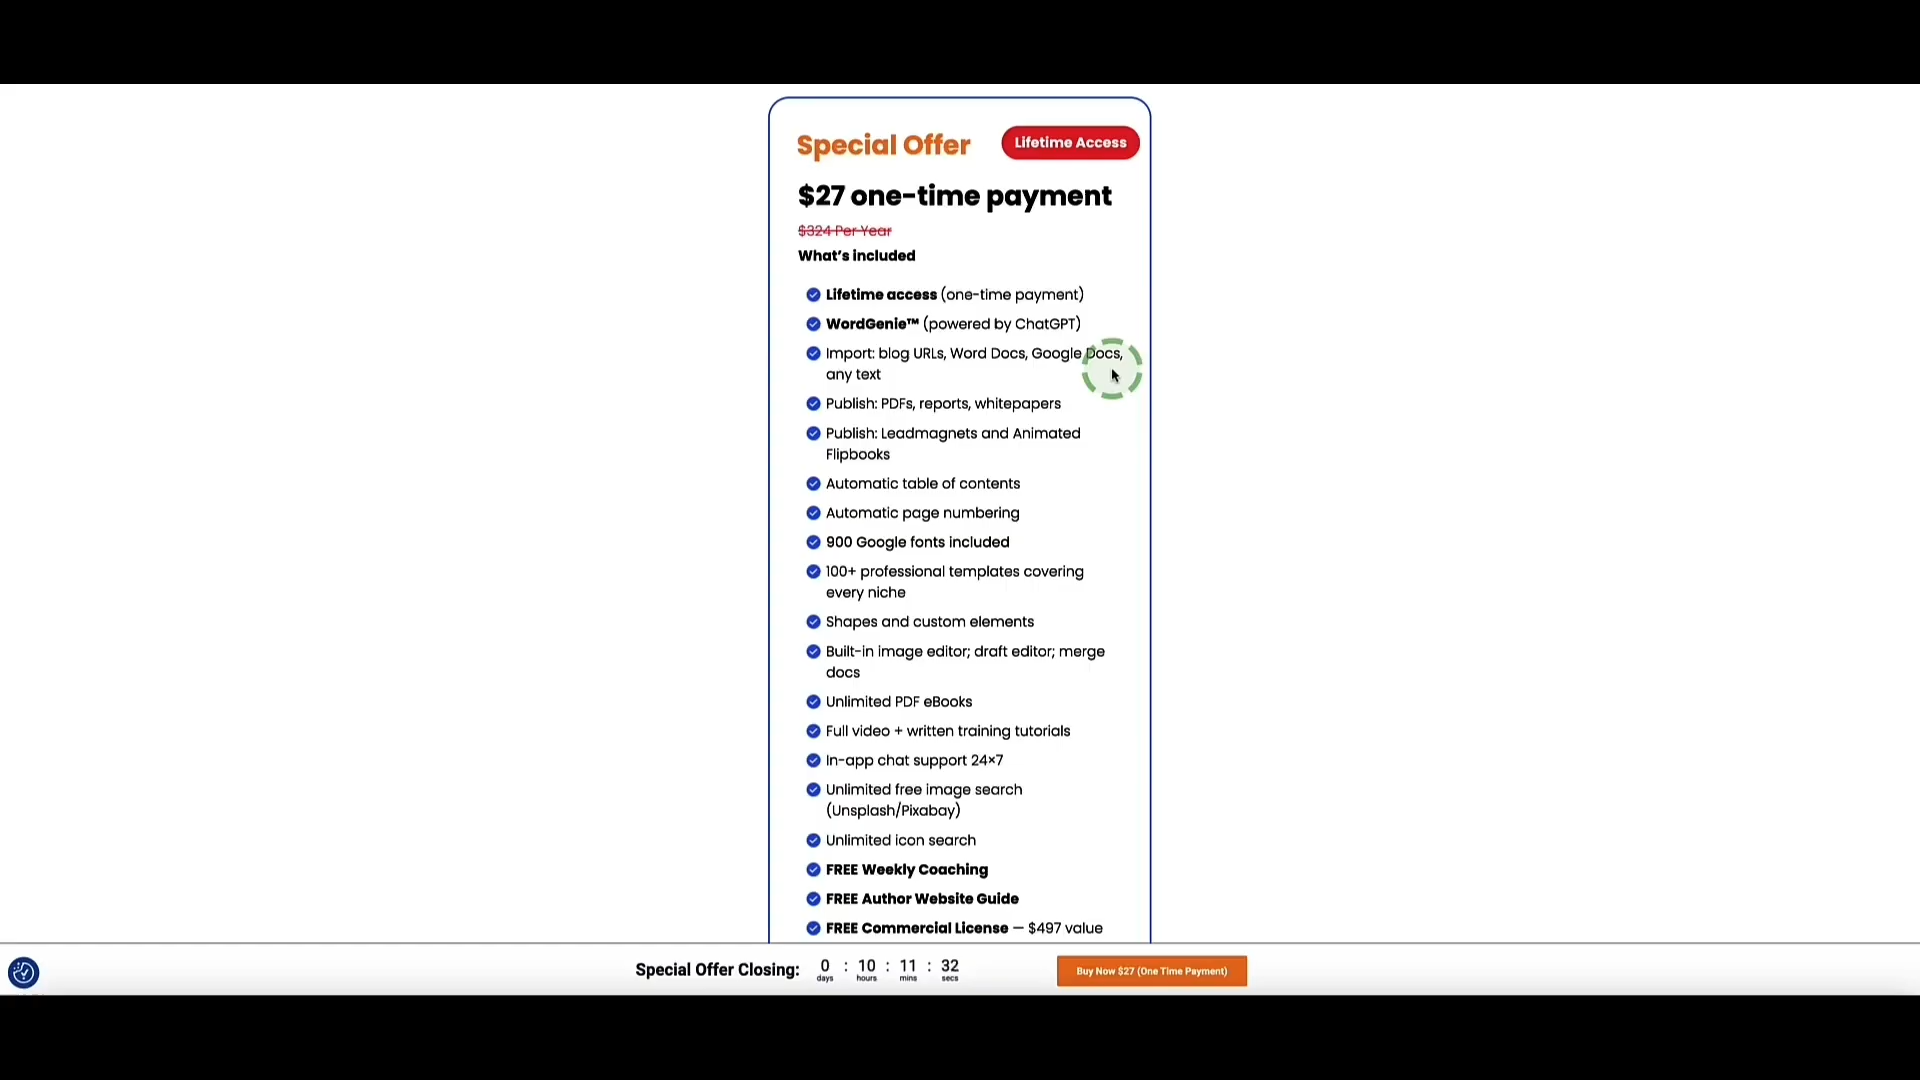 Special Offer
Lifetime Access
$27 one-time payment
$324 Per Year
What's included
Lifetime access (one-time payment)
WordGenie™ (powered by ChatGPT)
Import: blog URLs, Word Docs, Google Docs,
any text
Publish: PDFs, reports, whitepapers
Publish: Leadmagnets and Animated
Flipbooks
Automatic table of contents
Automatic page numbering
900 Google fonts included
100+ professional templates covering
every niche
Shapes and custom elements
Built-in image editor; draft editor; merge
docs
Unlimited PDF eBooks
Full video + written training tutorials
In-app chat support 24×7
Unlimited free image search
(Unsplash/Pixabay)
Unlimited icon search
FREE Weekly Coaching
FREE Author Website Guide
FREE Commercial License — $497 value
Special Offer Closing: 0 : 10 : 11 : 32
days hours mins secs
Buy Now $27 (One Time Payment)